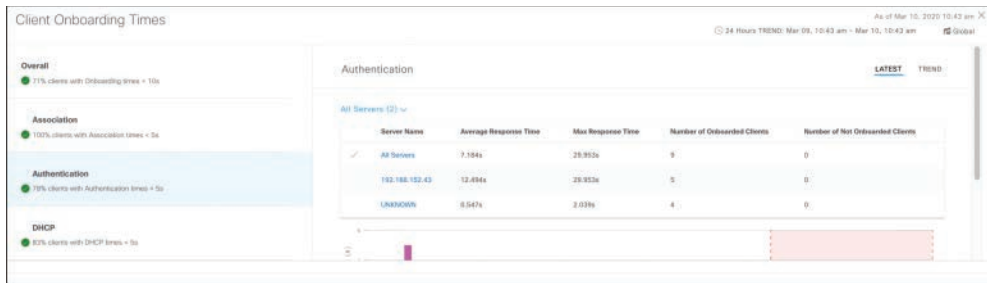 Client Onboarding Times
As of Mar 10, 2020 10:43 am
24 Hours TREND: Mar 09, 10:43 am - Mar 10, 10:43 am
Global
Overall
71% clients with Onboarding times < 10s
Association
100% clients with Association times < 5s
Authentication
78% clients with Authentication times < 5s
DHCP
83% clients with DHCP times < 5s
Authentication
LATEST TREND
All Servers (2)
Server Name Average Response Time Max Response Time Number of Onboarded Clients Number of Not Onboarded Clients
All Servers 7.184s 29.953s 9 0
192.168.152.43 12.494s 29.953s 5 0
UNKNOWN 0.547s 2.039s 4 0